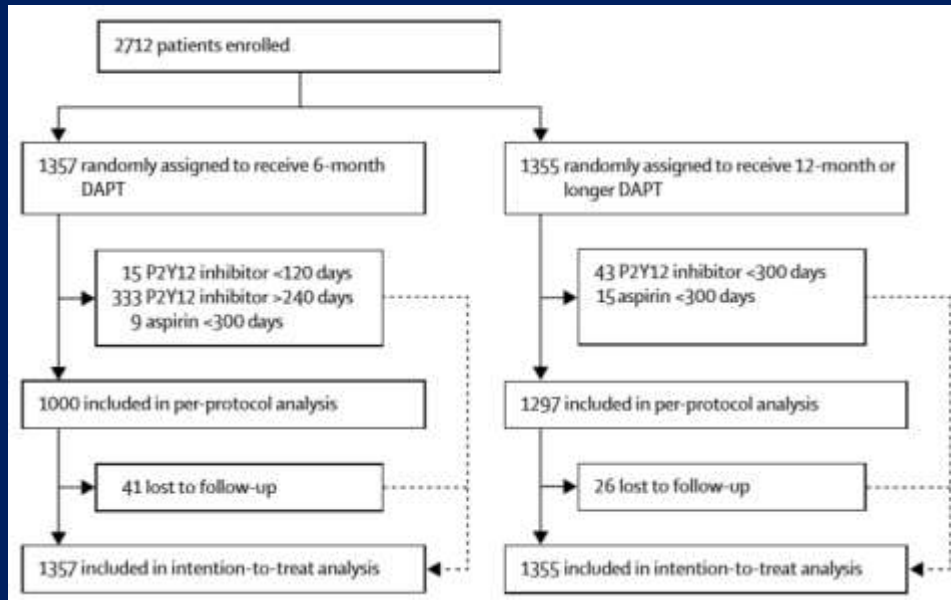 2712 patients enrolled
1357 randomly assigned to receive 6-month
DAPT
1355 randomly assigned to receive 12-month or
longer DAPT
15 P2Y12 inhibitor <120 days
333 P2Y12 inhibitor >240 days
9 aspirin <300 days
43 P2Y12 inhibitor <300 days
15 aspirin <300 days
1000 included in per-protocol analysis
1297 included in per-protocol analysis
41 lost to follow-up
26 lost to follow-up
1357 included in intention-to-treat analysis
1355 included in intention-to-treat analysis